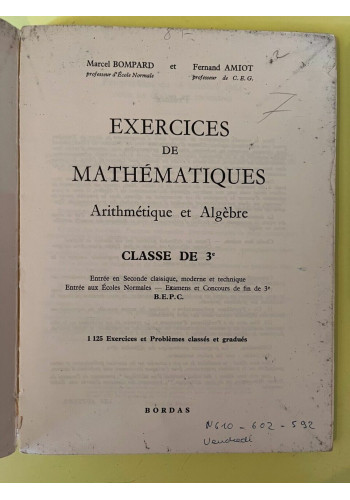 Marcel BOMPARD et Fernand AMIOT
professeur d'École Normale professeur de C. E. G.
EXERCICES
DE
MATHÉMATIQUES
Arithmétique et Algèbre
CLASSE DE 3e
Entrée en Seconde classique, moderne et technique
Entrée aux Écoles Normales — Examens et Concours de fin de 3e
B.E.P.C.
1 125 Exercices et Problèmes classés et gradués
BORDAS
N610 - 602 - 592
Vendredi
7
2